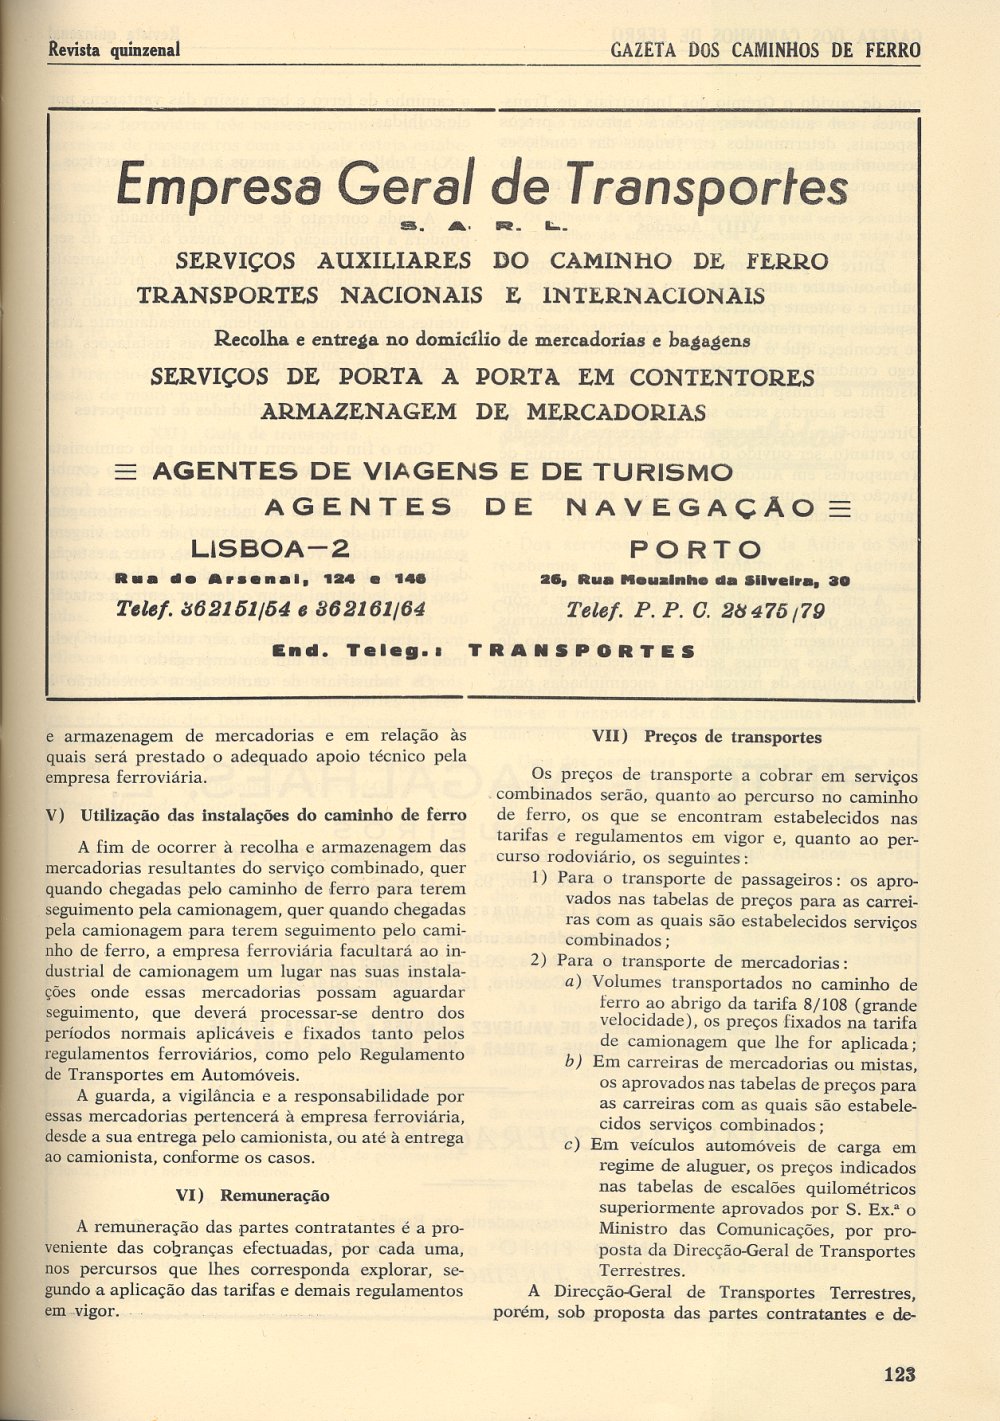 Revista quinzenal
GAZETA DOS CAMINHOS DE FERRO
Empresa Geral de Transportes
S. A. R. L.
SERVIÇOS AUXILIARES DO CAMINHO DE FERRO
TRANSPORTES NACIONAIS E INTERNACIONAIS
Recolha e entrega no domicílio de mercadorias e bagagens
SERVIÇOS DE PORTA A PORTA EM CONTENTORES
ARMAZENAGEM DE MERCADORIAS
AGENTES DE VIAGENS E DE TURISMO
AGENTES DE NAVEGAÇÃO
LISBOA—2
Rua do Arsenal, 124 e 146
Telef. 362151/54 e 362161/64
PORTO
26, Rua Mouzinho da Silveira, 30
Telef. P. P. C. 28475/79
End. Teleg.: TRANSPORTES
e armazenagem de mercadorias e em relação às
quais será prestado o adequado apoio técnico pela
empresa ferroviária.
V) Utilização das instalações do caminho de ferro
A fim de ocorrer à recolha e armazenagem das
mercadorias resultantes do serviço combinado, quer
quando chegadas pelo caminho de ferro para terem
seguimento pela camionagem, quer quando chegadas
pela camionagem para terem seguimento pelo cami-
nho de ferro, a empresa ferroviária facultará ao in-
dustrial de camionagem um lugar nas suas instala-
ções onde essas mercadorias possam aguardar
seguimento, que deverá processar-se dentro dos
períodos normais aplicáveis e fixados tanto pelos
regulamentos ferroviários, como pelo Regulamento
de Transportes em Automóveis.
A guarda, a vigilância e a responsabilidade por
essas mercadorias pertencerá à empresa ferroviária,
desde a sua entrega pelo camionista, ou até à entrega
ao camionista, conforme os casos.
VI) Remuneração
A remuneração das partes contratantes é a pro-
veniente das cobranças efectuadas, por cada uma,
nos percursos que lhes corresponda explorar, se-
gundo a aplicação das tarifas e demais regulamentos
em vigor.
VII) Preços de transportes
Os preços de transporte a cobrar em serviços
combinados serão, quanto ao percurso no caminho
de ferro, os que se encontram estabelecidos nas
tarifas e regulamentos em vigor e, quanto ao per-
curso rodoviário, os seguintes:
1) Para o transporte de passageiros: os apro-
vados nas tabelas de preços para as carrei-
ras com as quais são estabelecidos serviços
combinados;
2) Para o transporte de mercadorias:
a) Volumes transportados no caminho de
ferro ao abrigo da tarifa 8/108 (grande
velocidade), os preços fixados na tarifa
de camionagem que lhe for aplicada;
b) Em carreiras de mercadorias ou mistas,
os aprovados nas tabelas de preços para
as carreiras com as quais são estabele-
cidos serviços combinados;
c) Em veículos automóveis de carga em
regime de aluguer, os preços indicados
nas tabelas de escalões quilométricos
superiormente aprovados por S. Ex.ª o
Ministro das Comunicações, por pro-
posta da Direcção-Geral de Transportes
Terrestres.
A Direcção-Geral de Transportes Terrestres,
porém, sob proposta das partes contratantes e de-
123